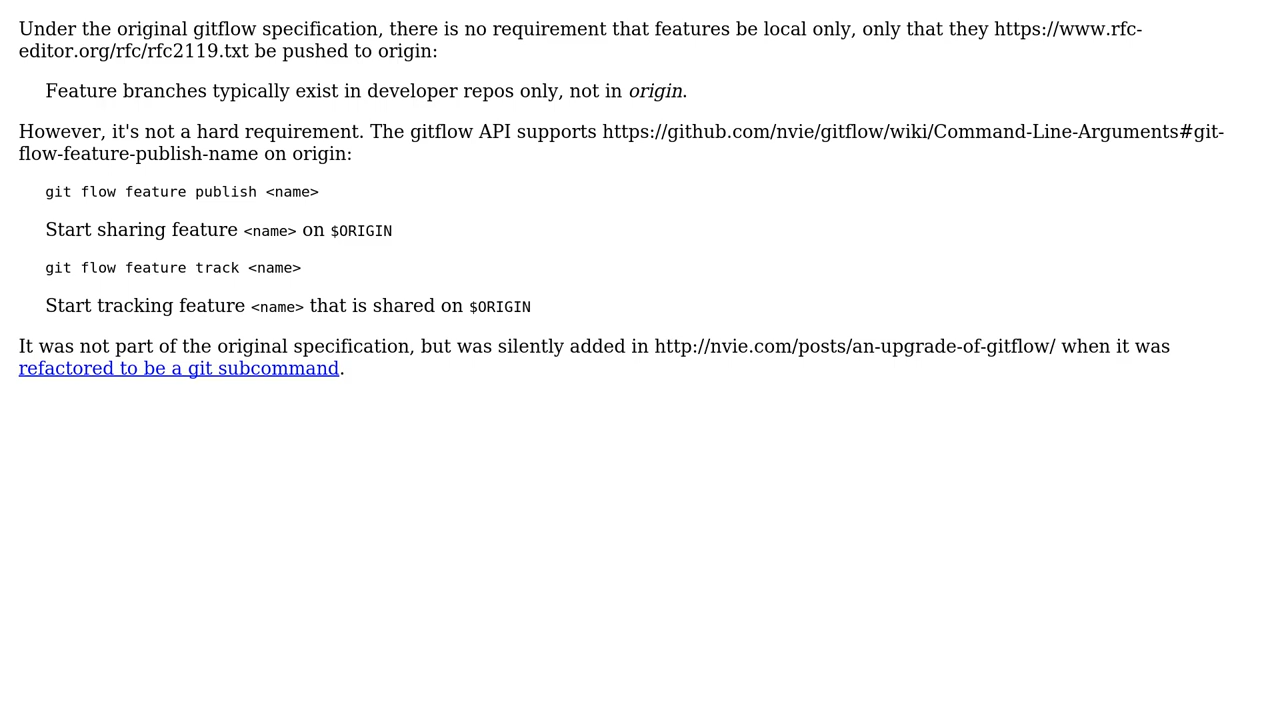 Under the original gitflow specification, there is no requirement that features be local only, only that they https://www.rfc-
editor.org/rfc/rfc2119.txt be pushed to origin:
Feature branches typically exist in developer repos only, not in origin.
However, it's not a hard requirement. The gitflow API supports https://github.com/nvie/gitflow/wiki/Command-Line-Arguments#git-
flow-feature-publish-name on origin:
git flow feature publish <name>
Start sharing feature <name> on $ORIGIN
git flow feature track <name>
Start tracking feature <name> that is shared on $ORIGIN
It was not part of the original specification, but was silently added in http://nvie.com/posts/an-upgrade-of-gitflow/ when it was
refactored to be a git subcommand.